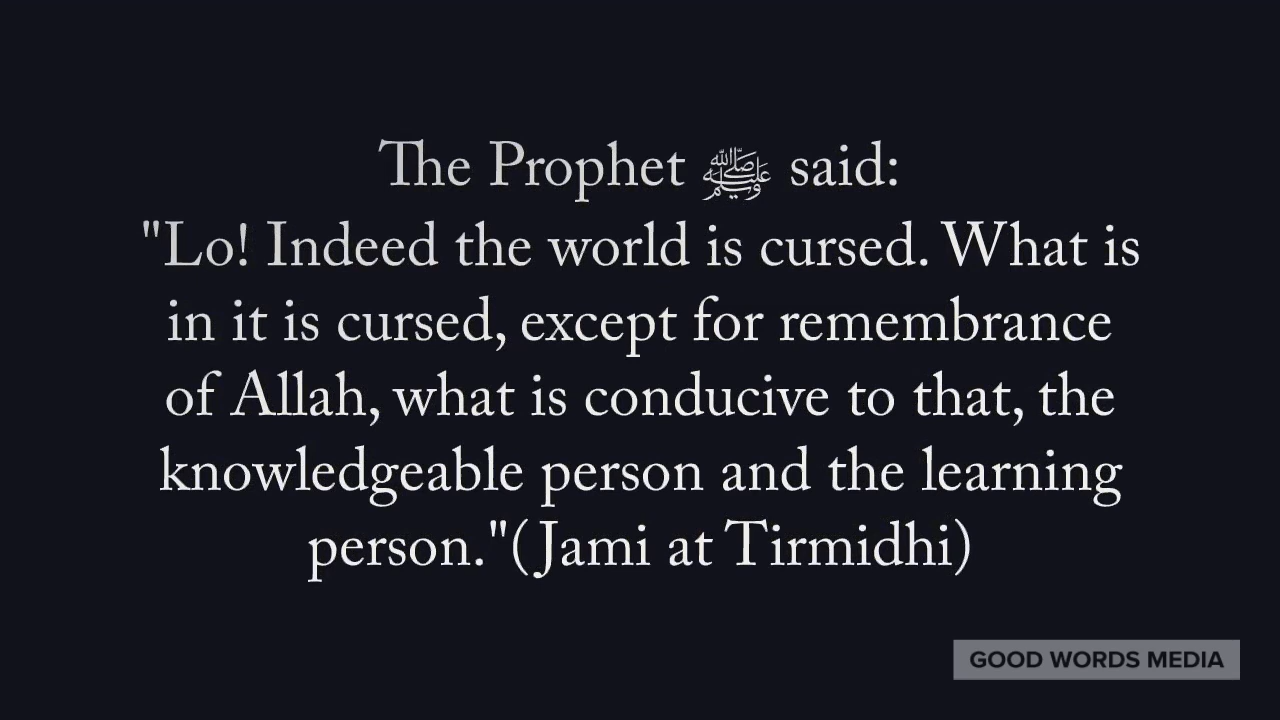 The Prophet ﷺ said:
"Lo! Indeed the world is cursed. What is
in it is cursed, except for remembrance
of Allah, what is conducive to that, the
knowledgeable person and the learning
person."(Jami at Tirmidhi)
GOOD WORDS MEDIA